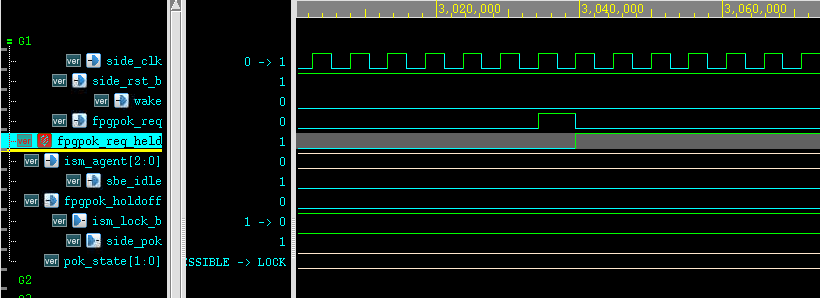 3,020,000 3,040,000 3,060,000
G1
ver side_clk 0 -> 1
ver side_rst_b 1
ver wake 0
ver fpgpok_req 0
ver fpgpok_req_held 1
ver ism_agent[2:0] 0
ver sbe_idle 1
ver fpgpok_holdoff 0
ver ism_lock_b 1 -> 0
ver side_pok 1
ver pok_state[1:0] SSIBLE -> LOCK
G2